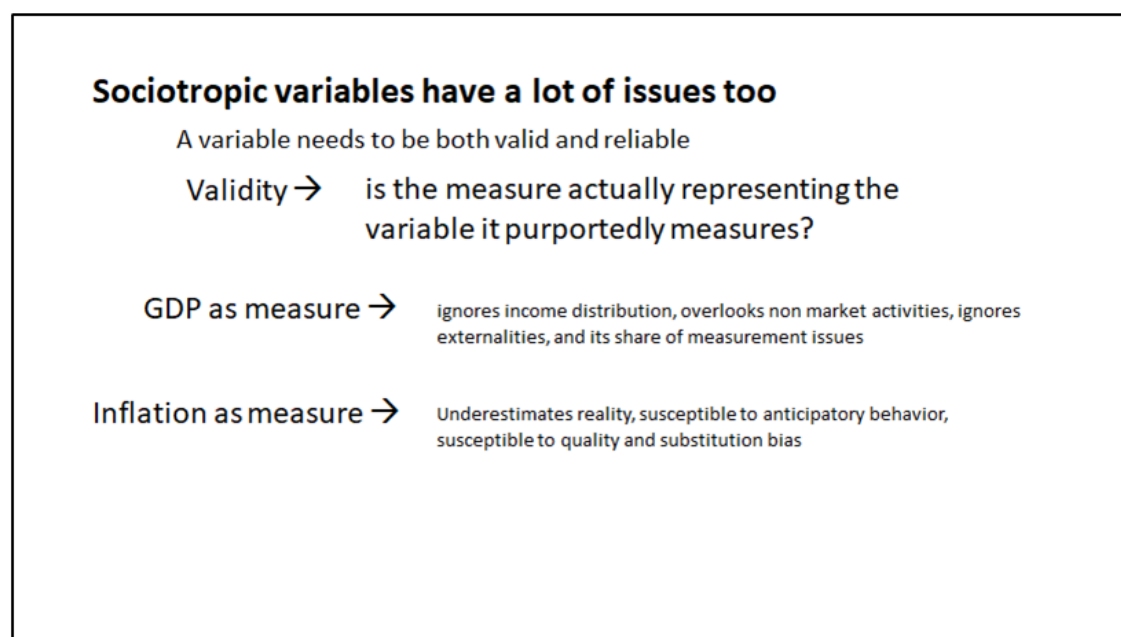 Sociotropic variables have a lot of issues too
A variable needs to be both valid and reliable
Validity → is the measure actually representing the
variable it purportedly measures?
GDP as measure → ignores income distribution, overlooks non market activities, ignores
externalities, and its share of measurement issues
Inflation as measure → Underestimates reality, susceptible to anticipatory behavior,
susceptible to quality and substitution bias